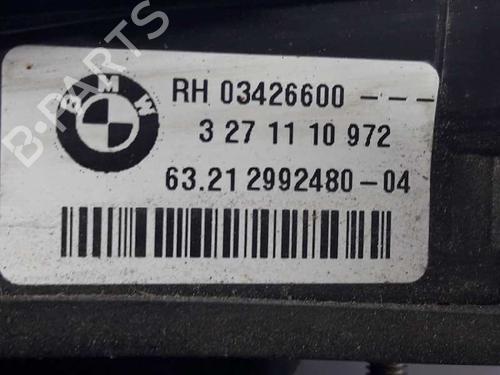 B-PARTS
BMW
RH 03426600 ---
3 27 11 10 972
63.21 2992480-04